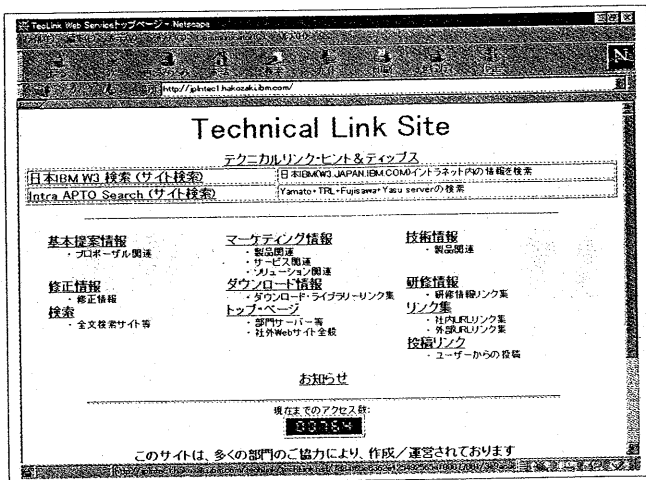 TecLink Web Serviceトップページ - Netscape
http://jplntec1.hakozaki.ibm.com/
Technical Link Site
テクニカルリンク・ヒント＆ティップス
日本IBM W3 検索 (サイト検索)
日本IBM(W3.JAPAN.IBM.COM)イントラネット内の情報を検索
Intra APTO Search (サイト検索)
Yamato・TRL・Fujisawa・Yasu serverの検索
基本提案情報
・プロポーザル関連
マーケティング情報
・製品関連
・サービス関連
・ソリューション関連
技術情報
・製品関連
修正情報
・修正情報
ダウンロード情報
・ダウンロード・ライブラリーリンク集
研修情報
・研修情報リンク集
検索
・全文検索サイト等
トップ・ページ
・部門サーバー等
・社外Webサイト全般
リンク集
・社内URLリンク集
・外部URLリンク集
投稿リンク
・ユーザーからの投稿
お知らせ
現在までのアクセス数:
03784
このサイトは、多くの部門のご協力により、作成／運営されております